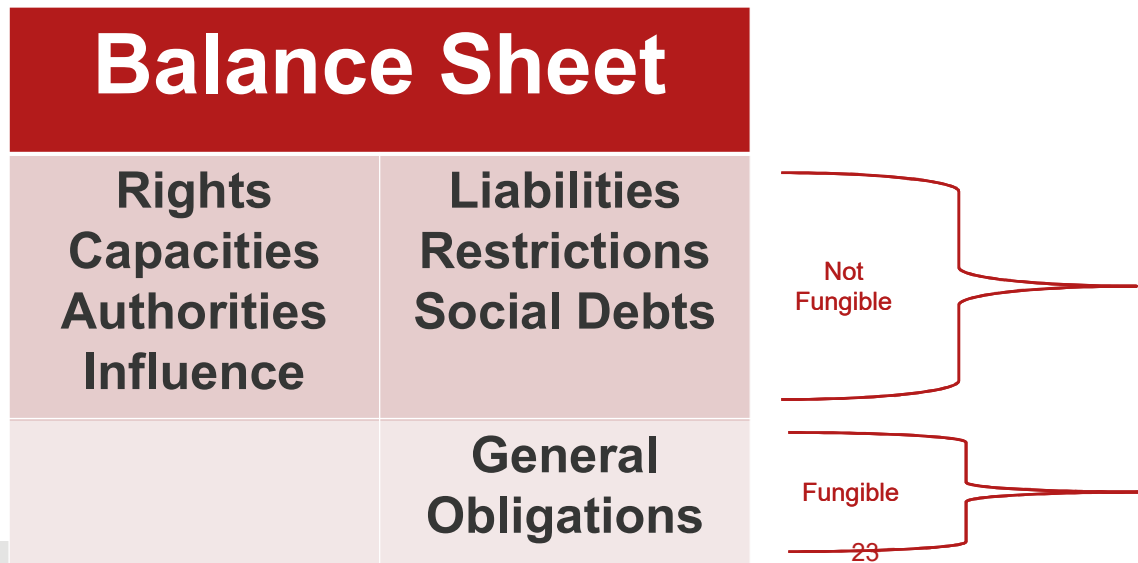 Balance Sheet
Rights
Capacities
Authorities
Influence
Liabilities
Restrictions
Social Debts
Not
Fungible
General
Obligations
Fungible
23